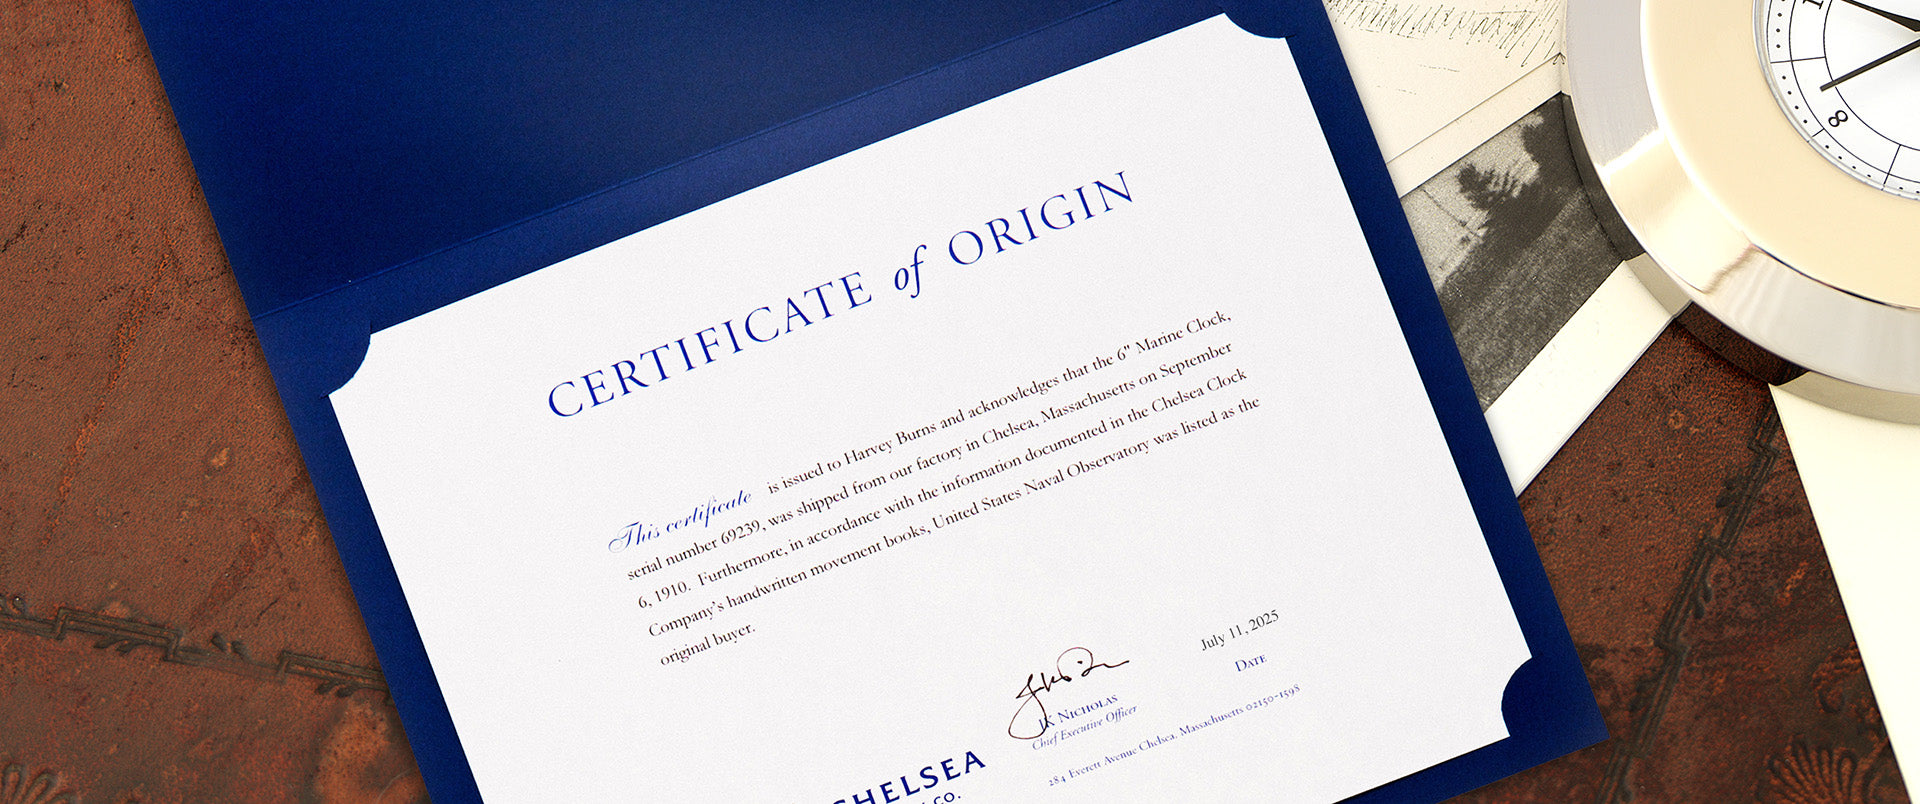 CERTIFICATE of ORIGIN
This certificate is issued to Harvey Burns and acknowledges that the 6" Marine Clock,
serial number 69239, was shipped from our factory in Chelsea, Massachusetts on September
6, 1910. Furthermore, in accordance with the information documented in the Chelsea Clock
Company's handwritten movement books, United States Naval Observatory was listed as the
original buyer.
JK NICHOLAS
Chief Executive Officer
July 11, 2025
DATE
284 Everett Avenue Chelsea, Massachusetts 02150-1598
CHELSEA
CO.
8